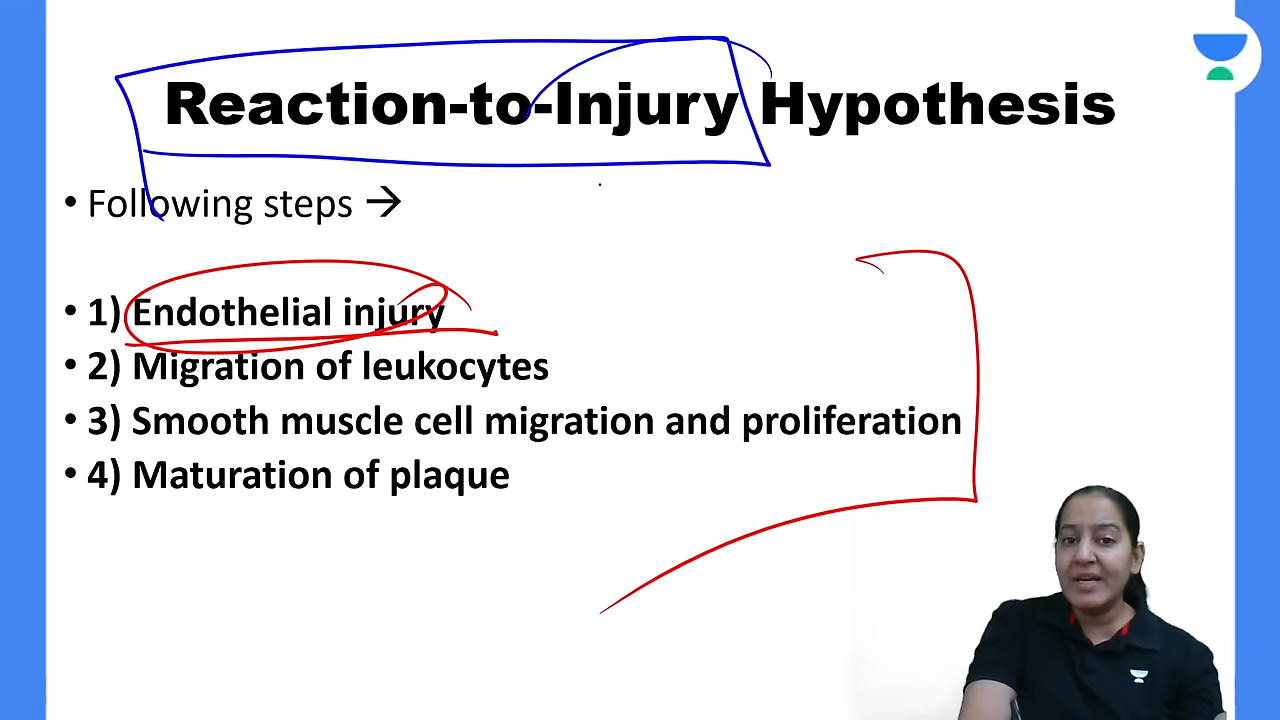 Reaction-to-Injury Hypothesis
• Following steps →
• 1) Endothelial injury
• 2) Migration of leukocytes
• 3) Smooth muscle cell migration and proliferation
• 4) Maturation of plaque